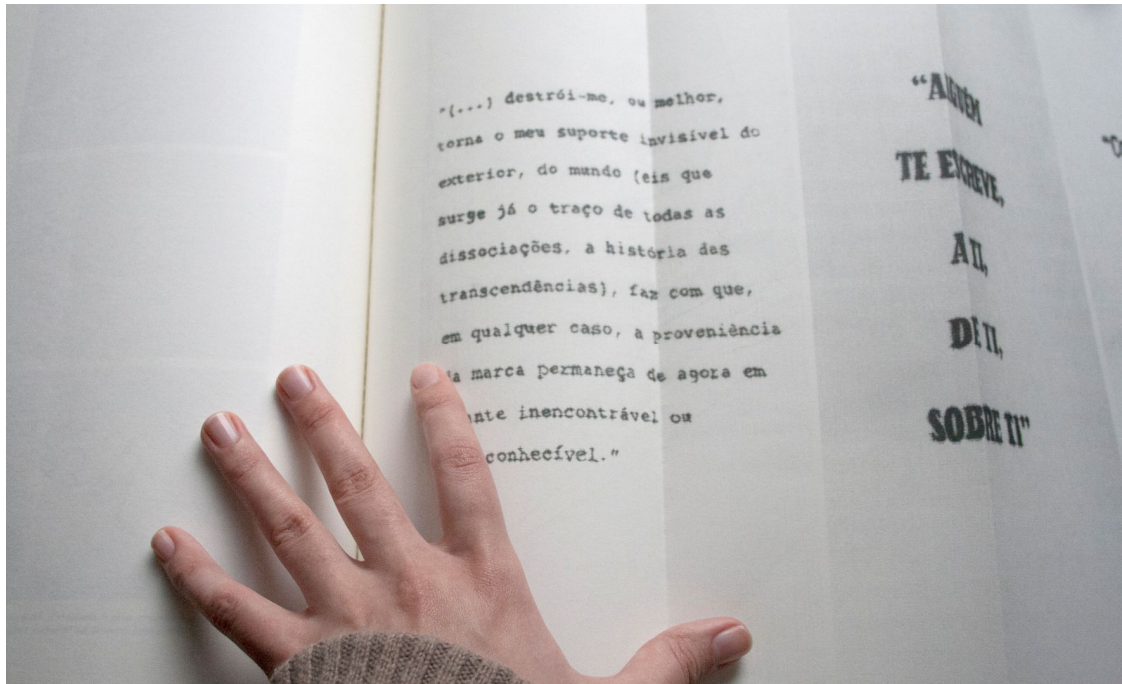 "(...) destrói-me, ou melhor,
torna o meu suporte invisível do
exterior, do mundo (eis que
surge já o traço de todas as
dissociações, a história das
transcendências), faz com que,
em qualquer caso, a proveniência
marca permaneça de agora em
inencontrável ou
"
"ALGUÉM
TE ESCREVE,
A TI,
DE TI,
SOBRE TI"